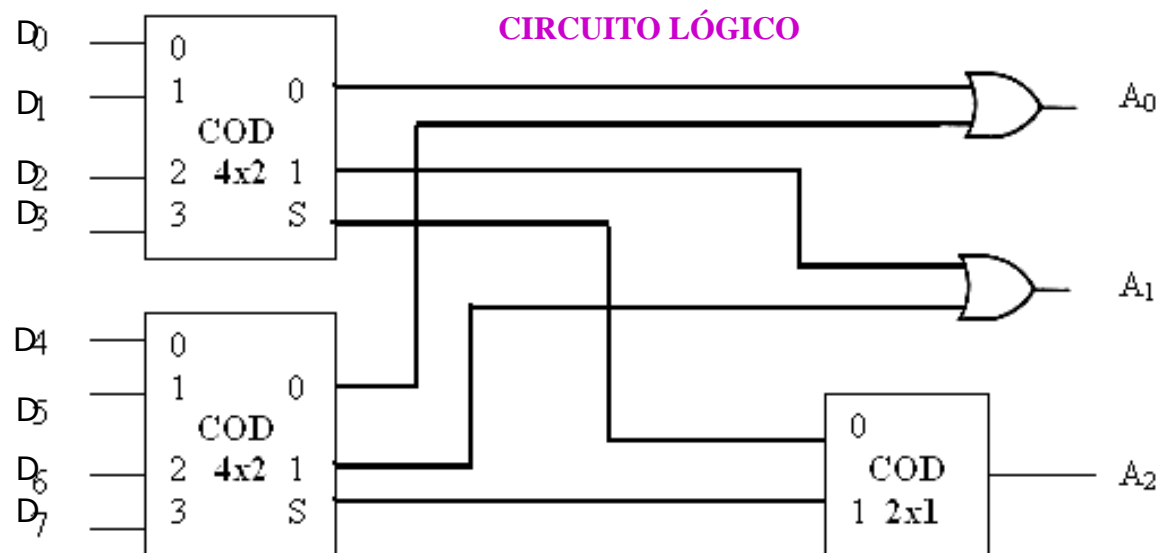 CIRCUITO LÓGICO
D0
0
D1
1 0
A0
COD
D2
2 4x2 1
D3
3 S
A1
D4
0
D5
1 0
COD
0
D6
2 4x2 1
COD
A2
D7
3 S
1 2x1